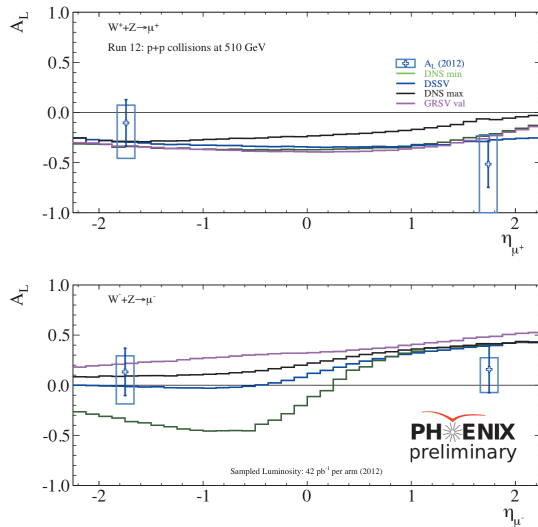 A_L
1.0
W⁺+Z→μ⁺
Run 12: p+p collisions at 510 GeV
A_L (2012)
DNS min
DSSV
DNS max
GRSV val
0.5
0.0
-0.5
-1.0
-2 -1 0 1 2
η_μ⁺
A_L
1.0
W⁻+Z→μ⁻
0.5
0.0
-0.5
PHENIX
preliminary
Sampled Luminosity: 42 pb⁻¹ per arm (2012)
-1.0
-2 -1 0 1 2
η_μ⁻